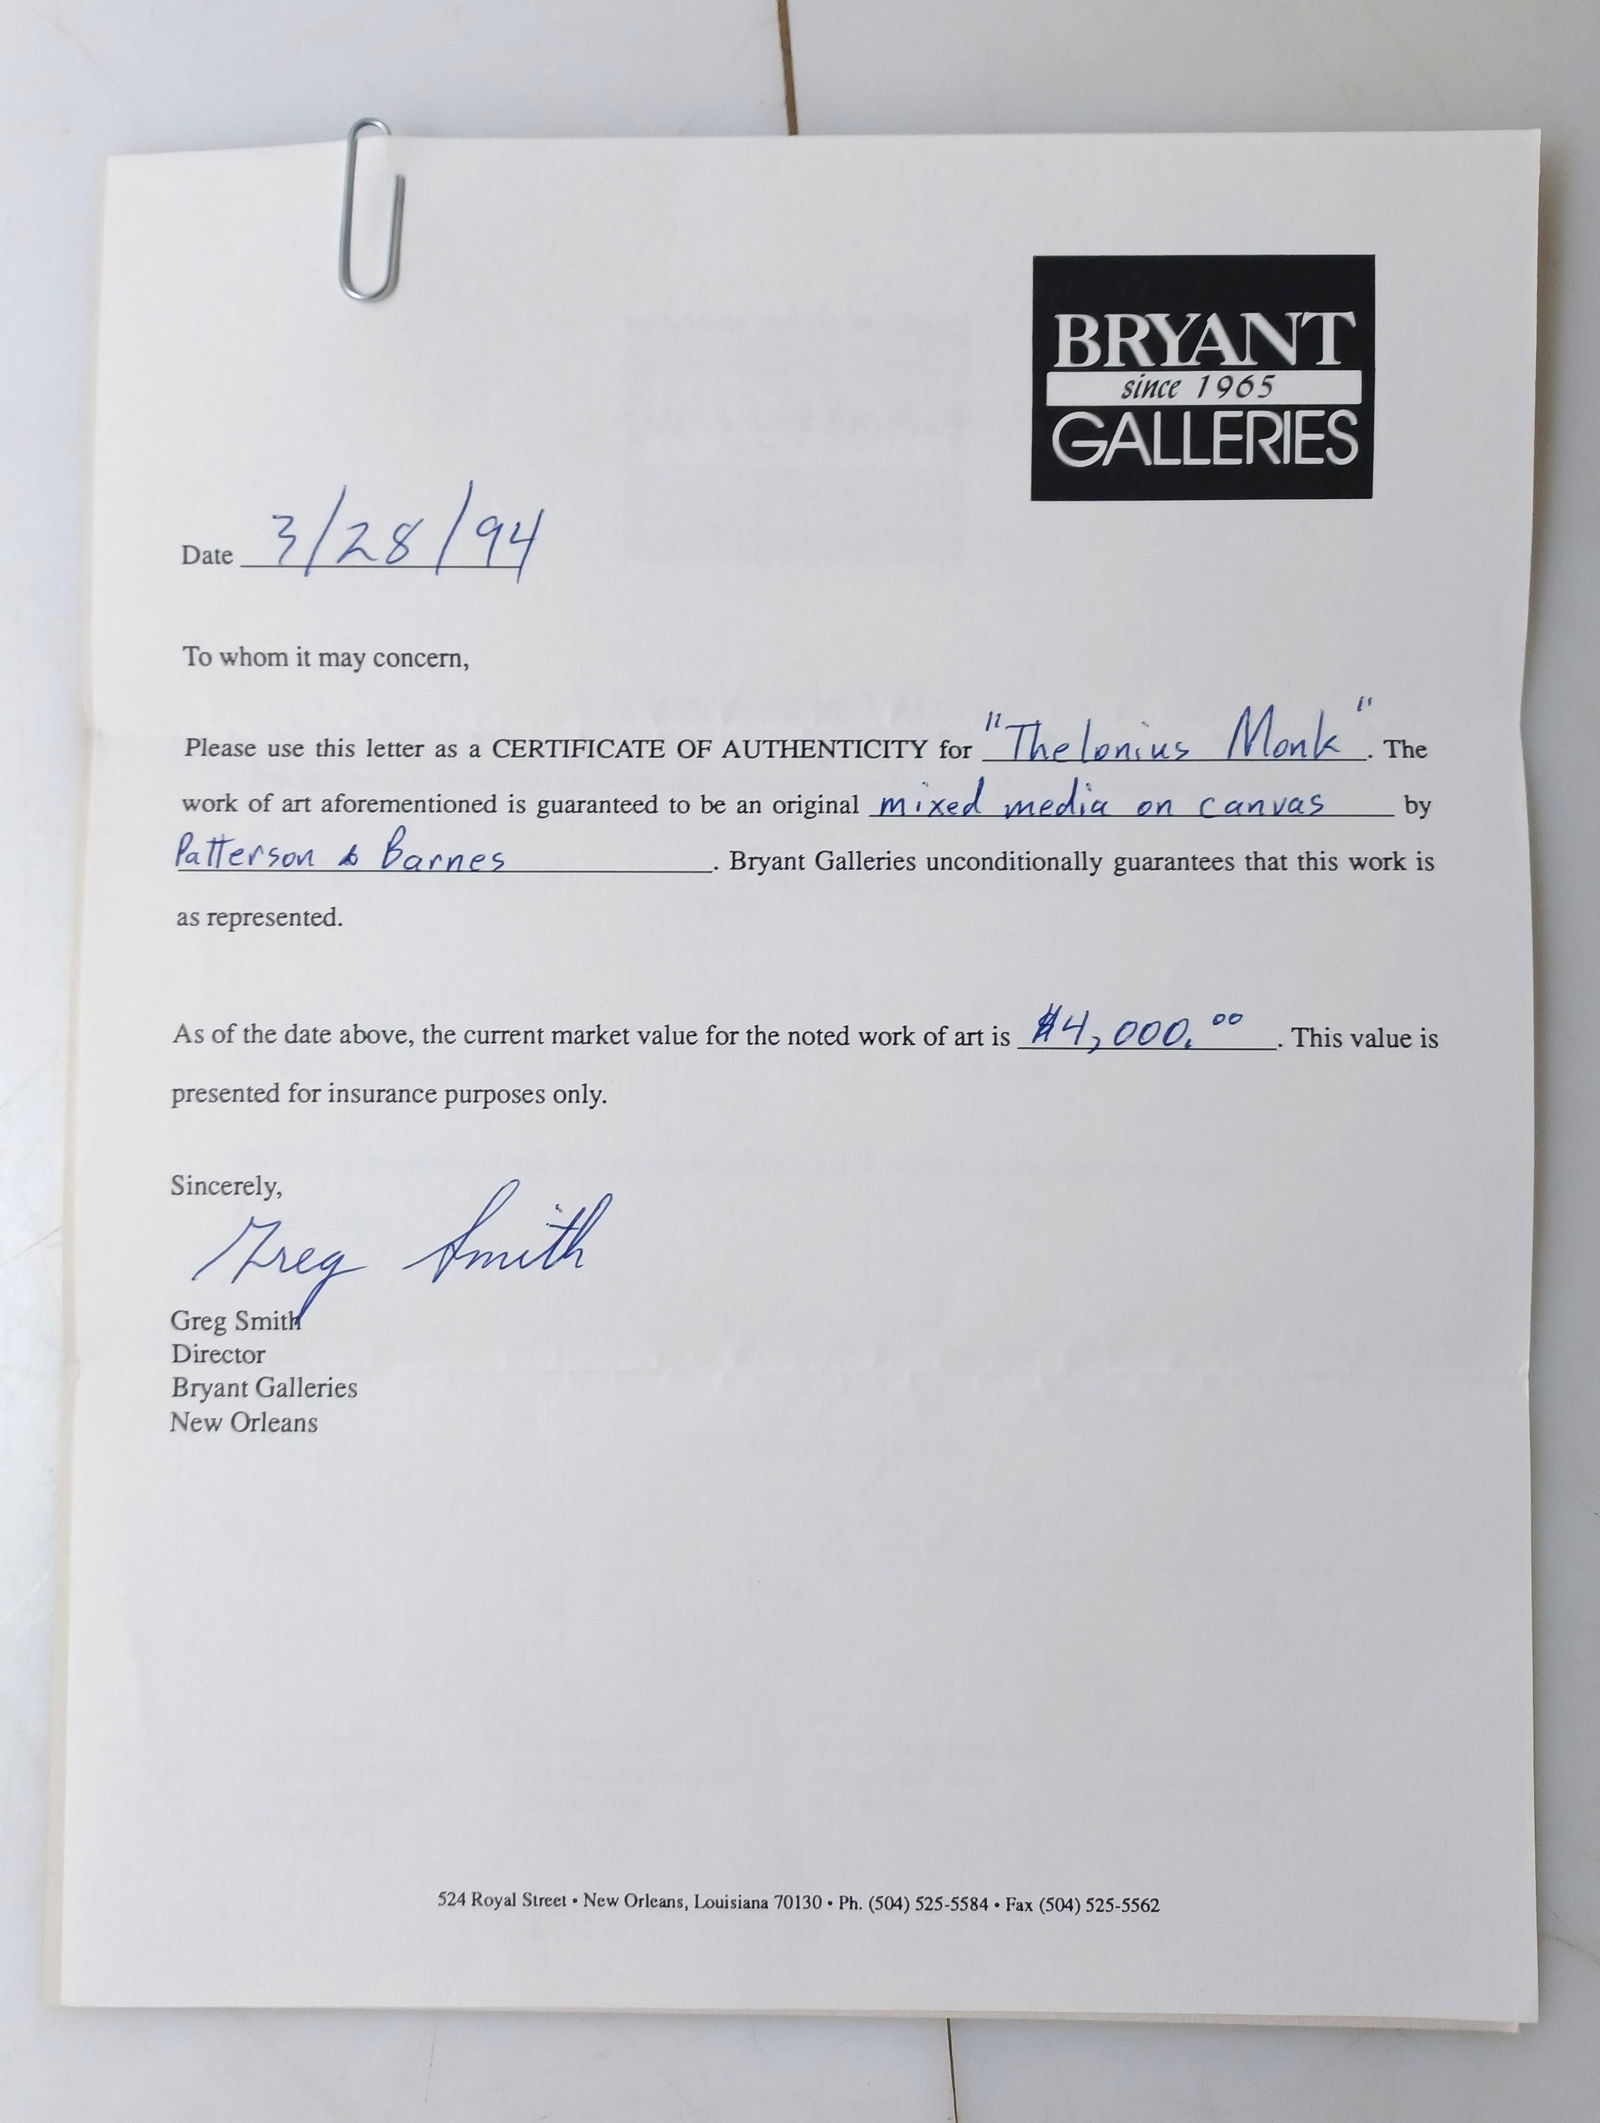 BRYANT
since 1965
GALLERIES
Date 3/28/94
To whom it may concern,
Please use this letter as a CERTIFICATE OF AUTHENTICITY for "Thelonius Monk". The
work of art aforementioned is guaranteed to be an original mixed media on canvas by
Patterson & Barnes. Bryant Galleries unconditionally guarantees that this work is
as represented.
As of the date above, the current market value for the noted work of art is $4,000.00. This value is
presented for insurance purposes only.
Sincerely,
Greg Smith
Greg Smith
Director
Bryant Galleries
New Orleans
524 Royal Street • New Orleans, Louisiana 70130 • Ph. (504) 525-5584 • Fax (504) 525-5562